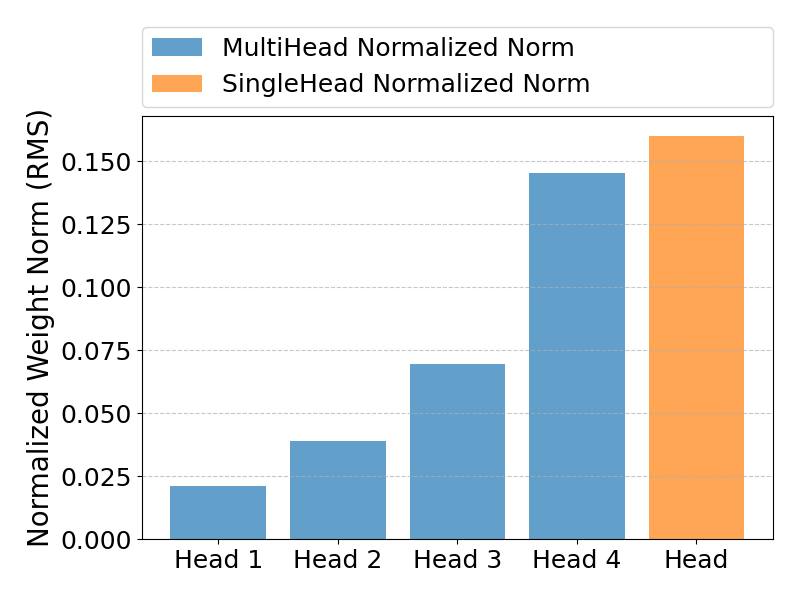 MultiHead Normalized Norm
SingleHead Normalized Norm
Normalized Weight Norm (RMS)
0.150
0.125
0.100
0.075
0.050
0.025
0.000
Head 1 Head 2 Head 3 Head 4 Head